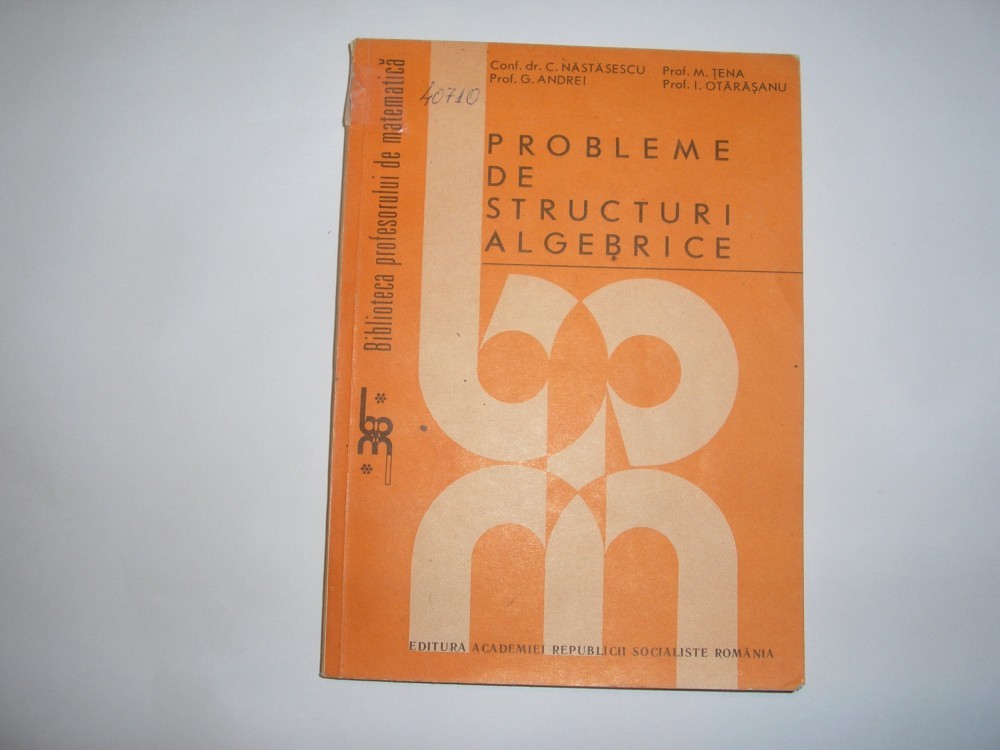 Conf. dr. C. NĂSTĂSESCU
Prof. G. ANDREI
Prof. M. ȚENA
Prof. I. OTĂRĂȘANU
40710
PROBLEME
DE
STRUCTURI
ALGEBRICE
Biblioteca profesorului de matematică
bpm
EDITURA ACADEMIEI REPUBLICII SOCIALISTE ROMÂNIA